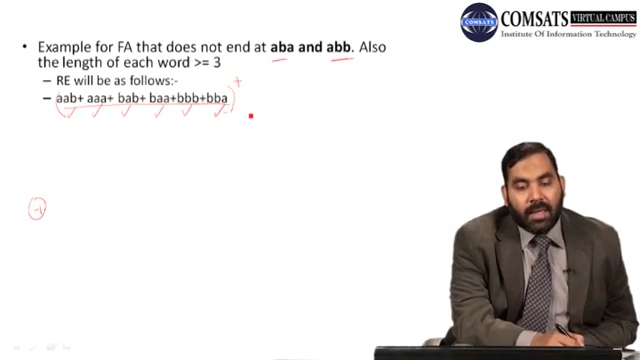 COMSATS VIRTUAL CAMPUS
Institute Of Information Technology
• Example for FA that does not end at aba and abb. Also
the length of each word >= 3
– RE will be as follows:-
– (aab+ aaa+ bab+ baa+bbb+bba)+